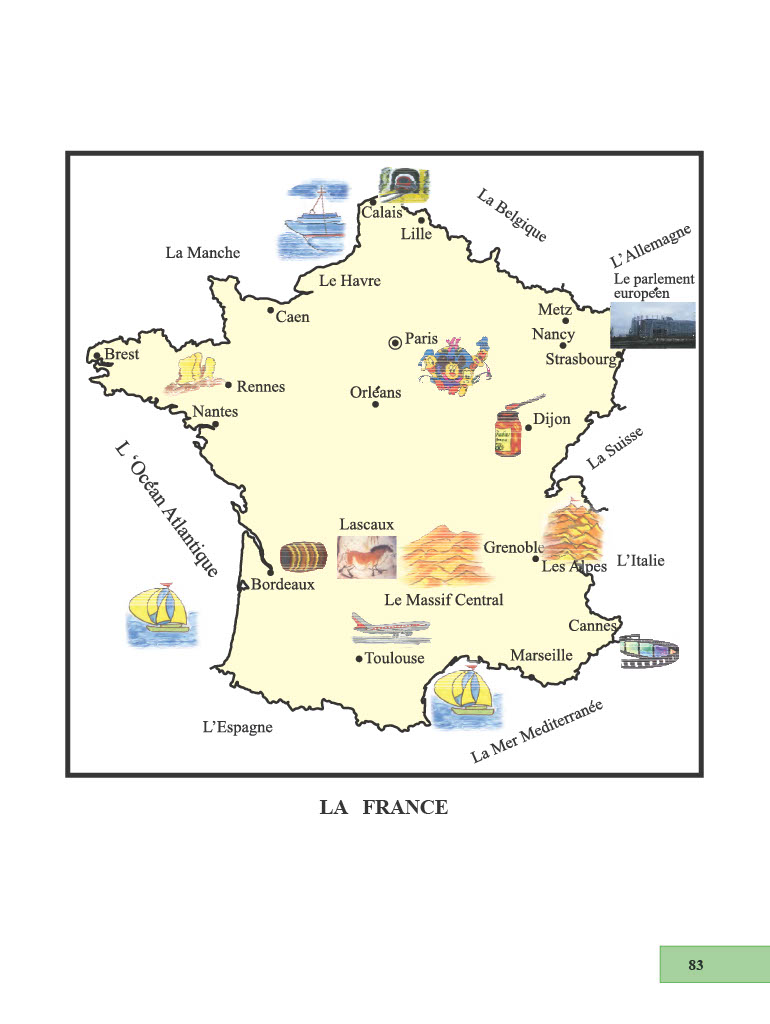 La Belgique
Calais
Lille
L'Allemagne
La Manche
Le Havre
Le parlement
européen
Caen
Metz
Paris
Nancy
Brest
Strasbourg
Rennes
Orléans
Nantes
Dijon
La Suisse
L 'Océan Atlantique
Lascaux
Grenoble
L'Italie
Les Alpes
Bordeaux
Le Massif Central
Cannes
Toulouse
Marseille
L'Espagne
La Mer Mediterranée
LA FRANCE
83